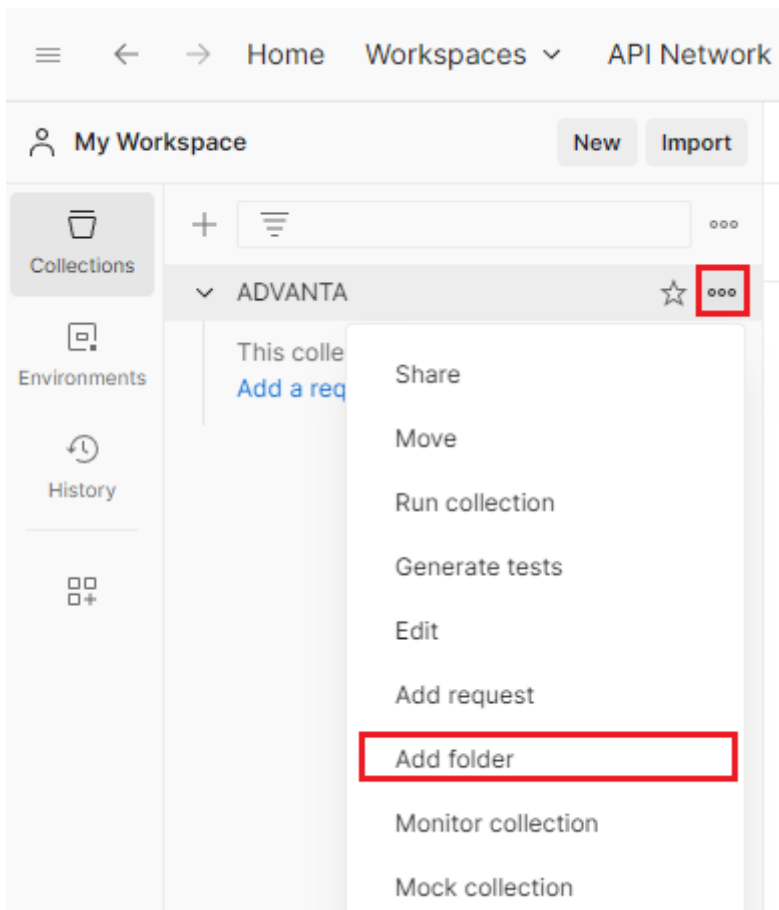 Home Workspaces API Network
My Workspace New Import
Collections
ADVANTA
This colle
Add a req
Environments
History
Share
Move
Run collection
Generate tests
Edit
Add request
Add folder
Monitor collection
Mock collection